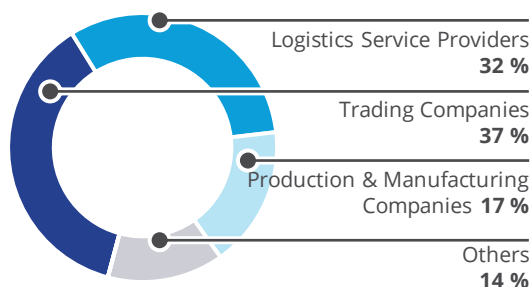 Logistics Service Providers
32 %
Trading Companies
37 %
Production & Manufacturing
Companies 17 %
Others
14 %